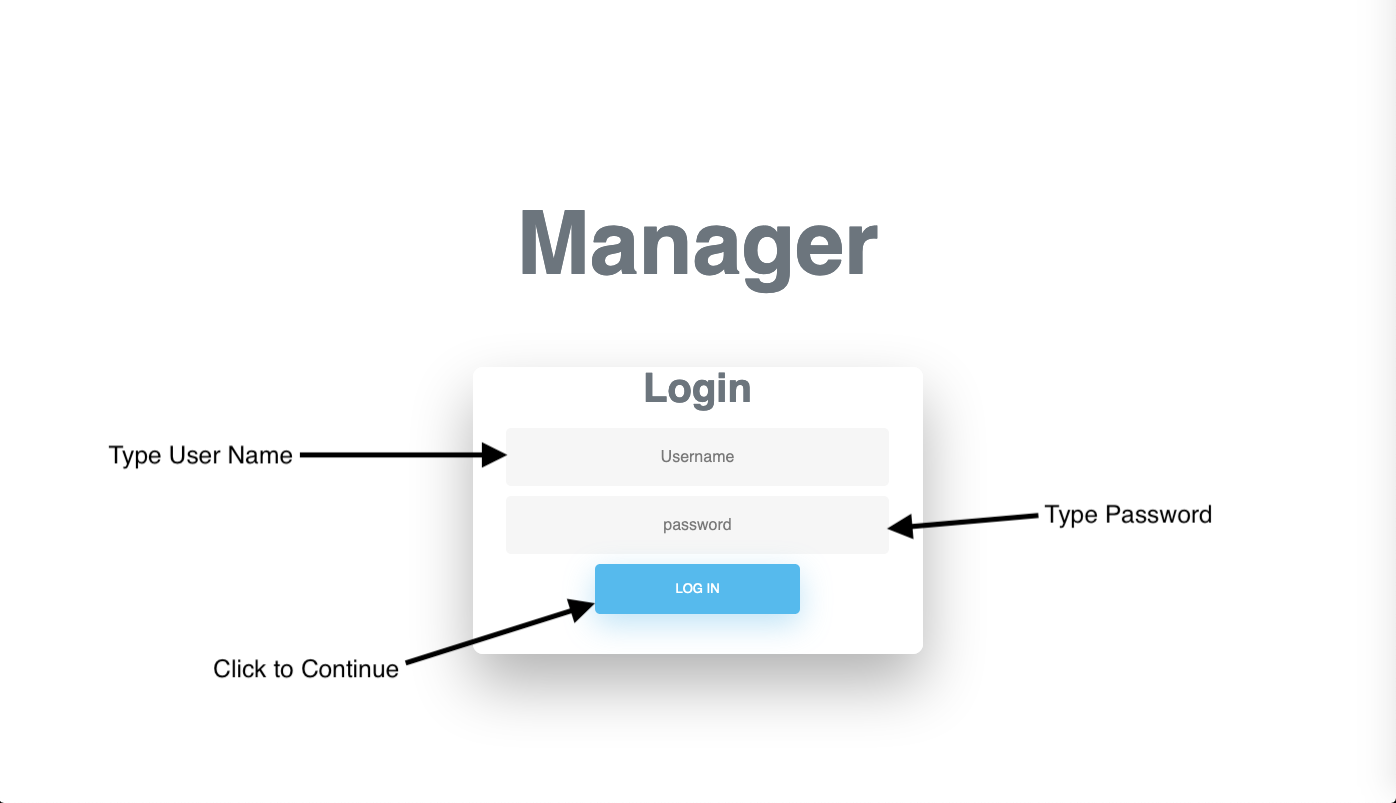 Manager
Login
Type User Name
Username
Type Password
password
LOG IN
Click to Continue